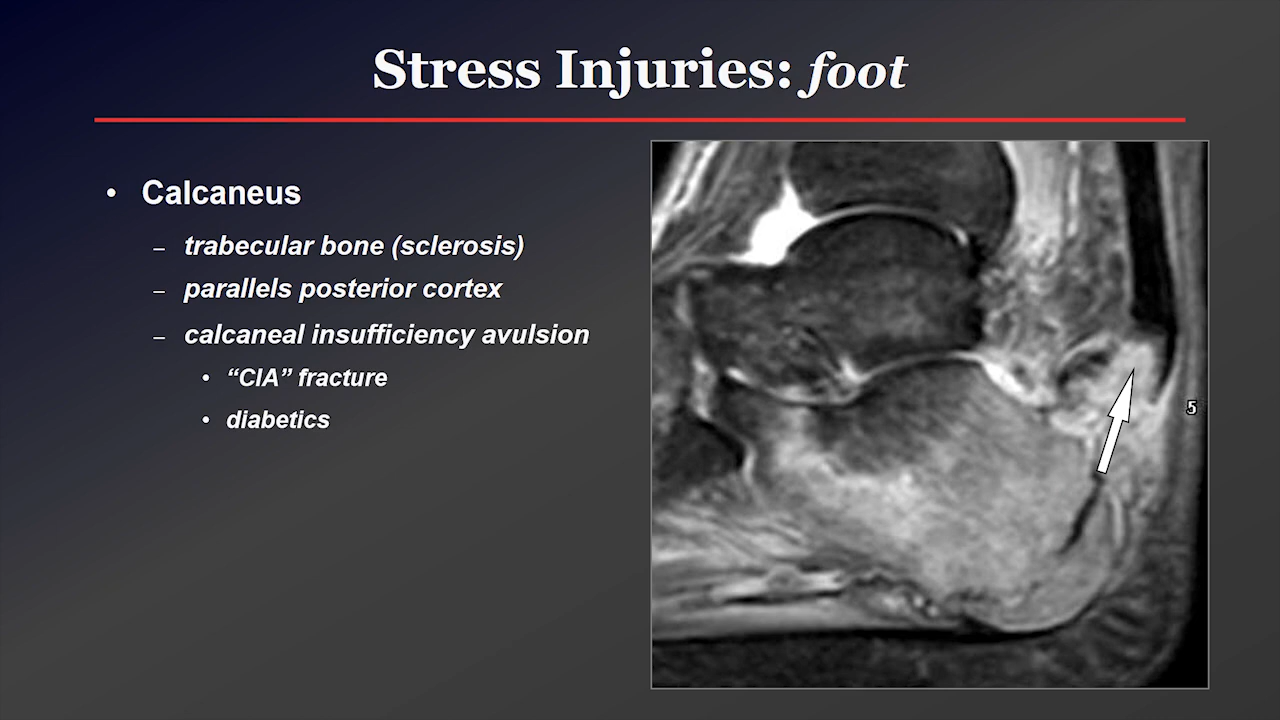 Stress Injuries: foot
• Calcaneus
– trabecular bone (sclerosis)
– parallels posterior cortex
– calcaneal insufficiency avulsion
• “CIA” fracture
• diabetics
5